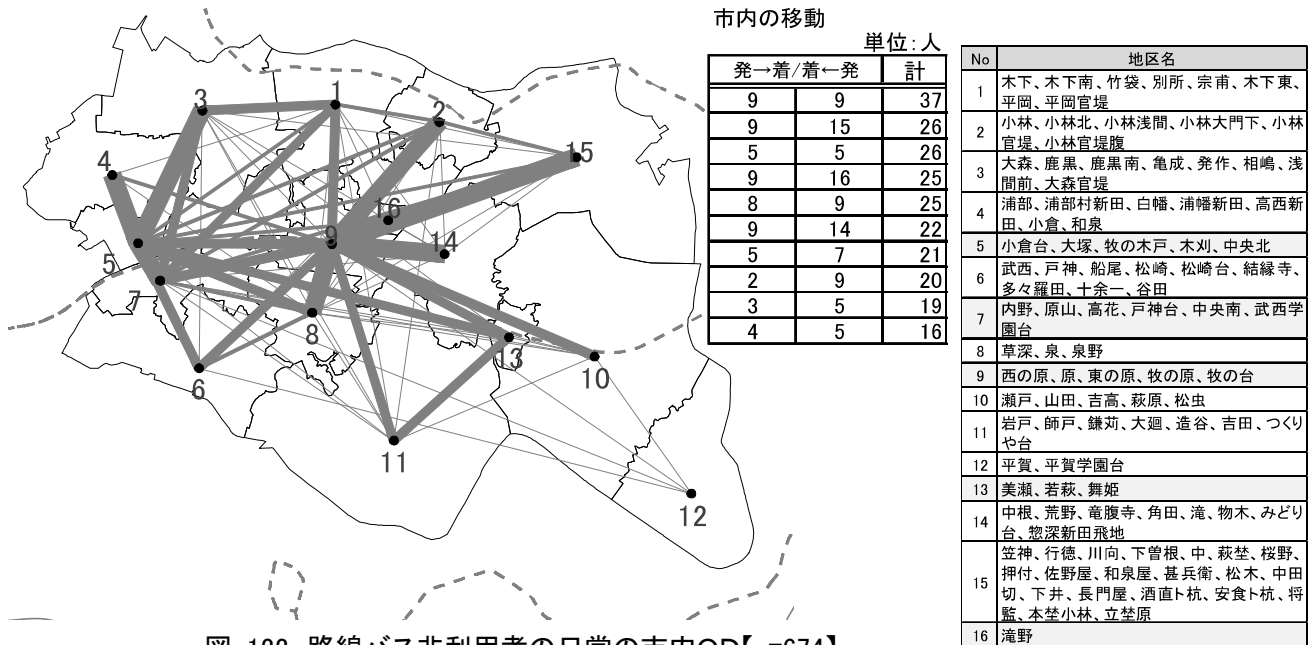 市内の移動
単位:人
発→着/着←発 計
9 9 37
9 15 26
5 5 26
9 16 25
8 9 25
9 14 22
5 7 21
2 9 20
3 5 19
4 5 16
3
1
2
4
15
16
9
14
5
7
8
13
10
6
11
12
No 地区名
1 木下、木下南、竹袋、別所、宗甫、木下東、
平岡、平岡官堤
2 小林、小林北、小林浅間、小林大門下、小林
官堤、小林官堤腹
3 大森、鹿黒、鹿黒南、亀成、発作、相嶋、浅
間前、大森官堤
4 浦部、浦部村新田、白幡、浦幡新田、高西新
田、小倉、和泉
5 小倉台、大塚、牧の木戸、木刈、中央北
6 武西、戸神、船尾、松崎、松崎台、結縁寺、
多々羅田、十余一、谷田
7 内野、原山、高花、戸神台、中央南、武西学
園台
8 草深、泉、泉野
9 西の原、原、東の原、牧の原、牧の台
10 瀬戸、山田、吉高、萩原、松虫
11 岩戸、師戸、鎌苅、大廻、造谷、吉田、つくり
や台
12 平賀、平賀学園台
13 美瀬、若萩、舞姫
14 中根、荒野、竜腹寺、角田、滝、物木、みどり
台、惣深新田飛地
15 笠神、行徳、川向、下曽根、中、萩埜、桜野、
押付、佐野屋、和泉屋、甚兵衛、松木、中田
切、下井、長門屋、酒直ト杭、安食ト杭、将
監、本埜小林、立埜原
16 滝野